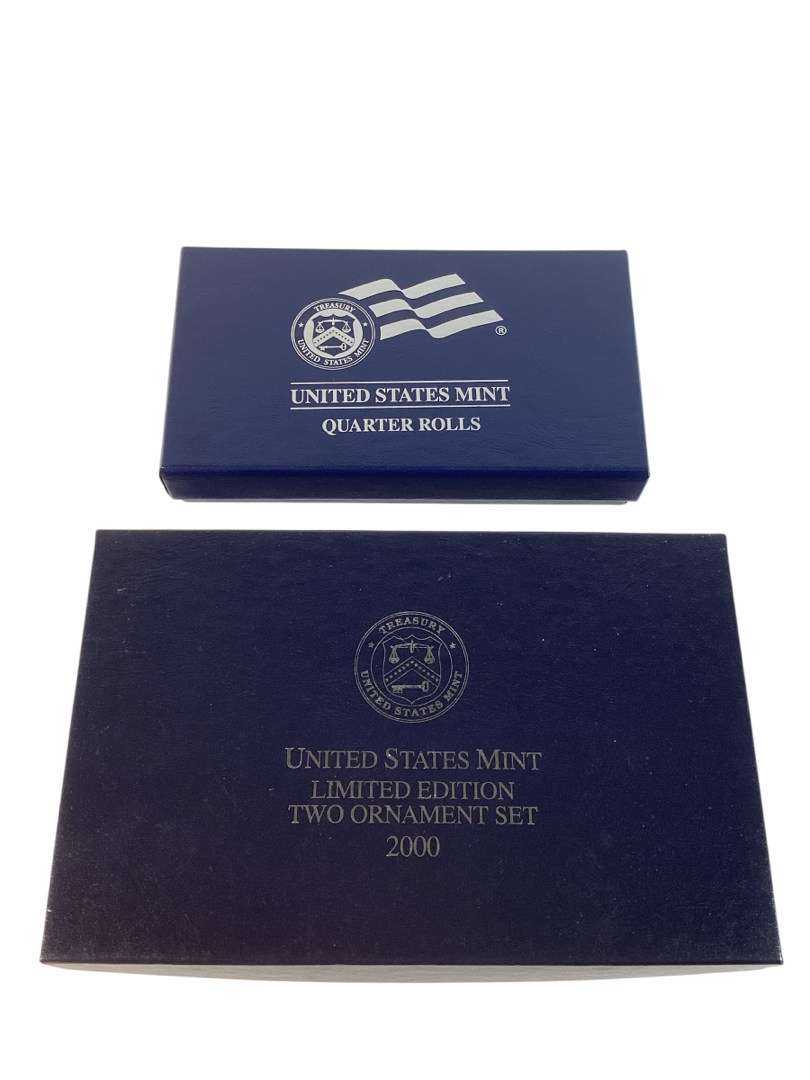 TREASURY
UNITED STATES MINT
®
UNITED STATES MINT
QUARTER ROLLS
TREASURY
UNITED STATES MINT
UNITED STATES MINT
LIMITED EDITION
TWO ORNAMENT SET
2000